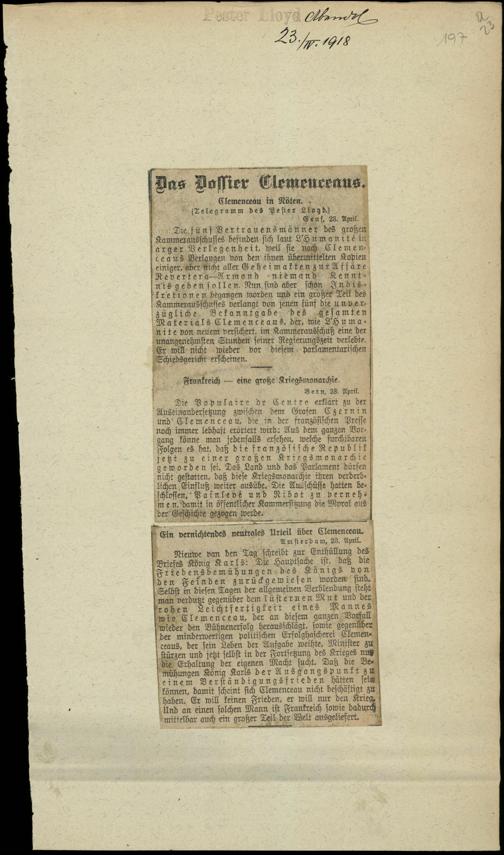 Pester Lloyd Abendbl
23./IV. 1918
197
23
Das Dossier Clemenceaus.
Clemenceau in Nöten.
(Telegramm des Pester Lloyd.)
Genf, 23. April.
Die fünf Vertrauensmänner des großen
Kammerausschusses befinden sich laut L'Humanité in
arger Verlegenheit, weil sie nach Clemen-
ceaus Verlangen von den ihnen übermittelten Kopien
einiger, aber nicht aller Geheimakten zur Affäre
Revertera—Armand niemand Kennt-
nis geben sollen. Nun sind aber schon Indis-
kretionen begangen worden und ein großer Teil des
Kammerausschusses verlangt von jenen fünf die unver-
zügliche Bekanntgabe des gesamten
Materials Clemenceaus, der, wie L'Huma-
nité von neuem versichert, im Kammerausschuß eine der
unangenehmsten Stunden seiner Regierungszeit verlebte.
Er will nicht wieder vor diesem parlamentarischen
Schiedsgericht erscheinen.
Frankreich — eine große Kriegsmonarchie.
Bern, 23. April.
Die Populaire de Centre erklärt zu der
Auseinandersetzung zwischen dem Grafen Czernin
und Clemenceau, die in der französischen Presse
noch immer lebhaft erörtert wird: Aus dem ganzen Vor-
gang könne man jedenfalls ersehen, welche furchtbaren
Folgen es hat, daß die französische Republik
jetzt zu einer großen Kriegsmonarchie
geworden sei. Das Land und das Parlament dürfen
nicht gestatten, daß diese Kriegsmonarchie ihren verderb-
lichen Einfluß weiter ausübe. Die Ausschüsse hatten be-
schlossen, Painlevé und Ribot zu verneh-
men, damit in öffentlicher Kammersitzung die Moral aus
der Geschichte gezogen werde.
Ein vernichtendes neutrales Urteil über Clemenceau.
Amsterdam, 23. April.
Nieuwe van den Tag schreibt zur Enthüllung des
Briefes König Karls: Die Hauptsache ist, daß die
Friedensbemühungen des Königs von
den Feinden zurückgewiesen worden sind.
Selbst in diesen Tagen der allgemeinen Verblendung steht
man verdutzt gegenüber dem lüsternen Mut und der
rohen Leichtfertigkeit eines Mannes
wie Clemenceau, der an diesem ganzen Vorfall
wieder den Bühnenerfolg herausschlägt, sowie gegenüber
der minderwertigen politischen Erfolghascherei Clemen-
ceaus, der sein Leben der Aufgabe weihte, Minister zu
stürzen und jetzt selbst in der Fortsetzung des Krieges nur
die Erhaltung der eigenen Macht sucht. Daß die Be-
mühungen König Karls der Ausgangspunkt zu
einem Verständigungsfrieden hätten sein
können, damit scheint sich Clemenceau nicht beschäftigt zu
haben. Er will keinen Frieden, er will nur den Krieg.
Und an einen solchen Mann ist Frankreich sowie dadurch
mittelbar auch ein großer Teil der Welt ausgeliefert.